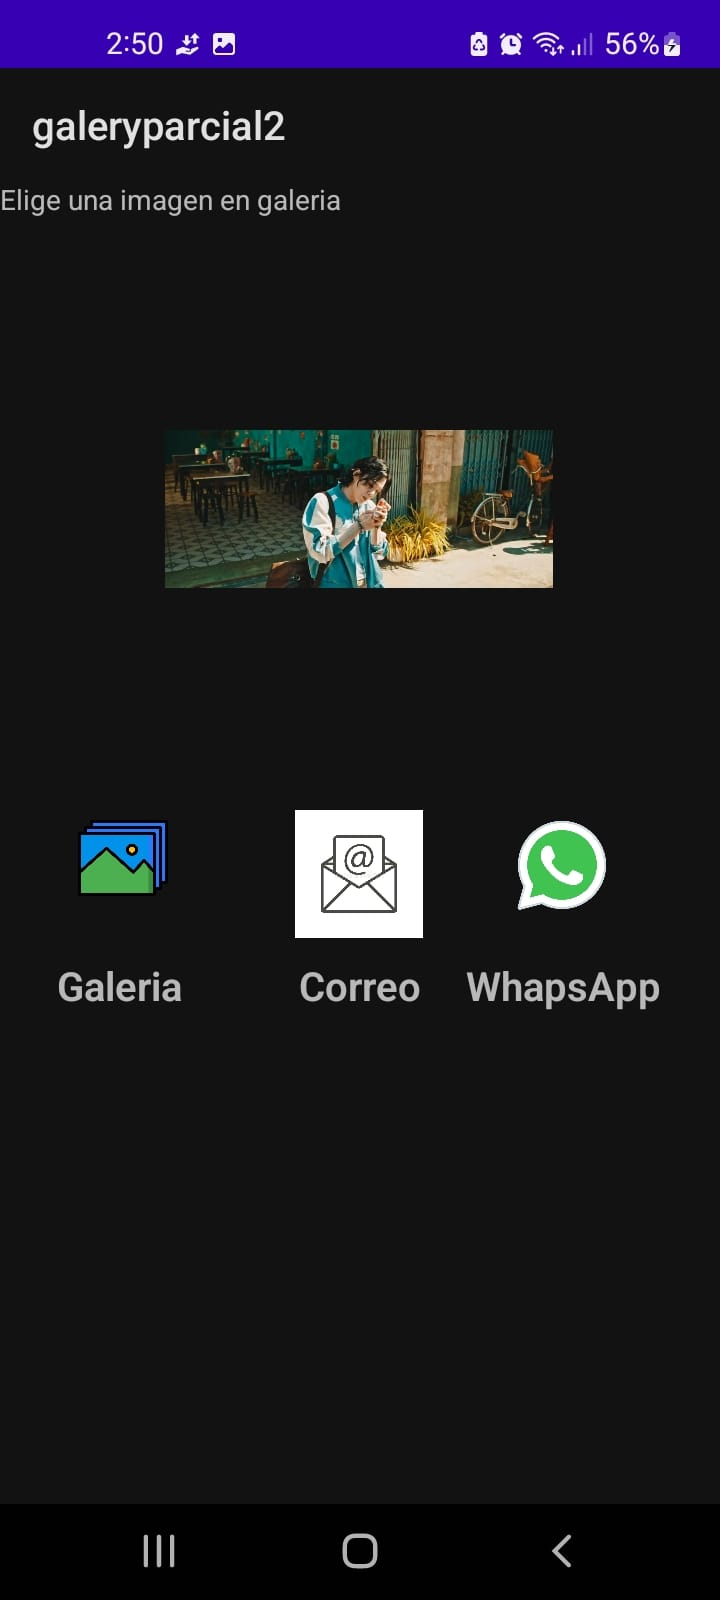 2:50 56%
galeryparcial2
Elige una imagen en galeria
@
Galeria Correo WhapsApp